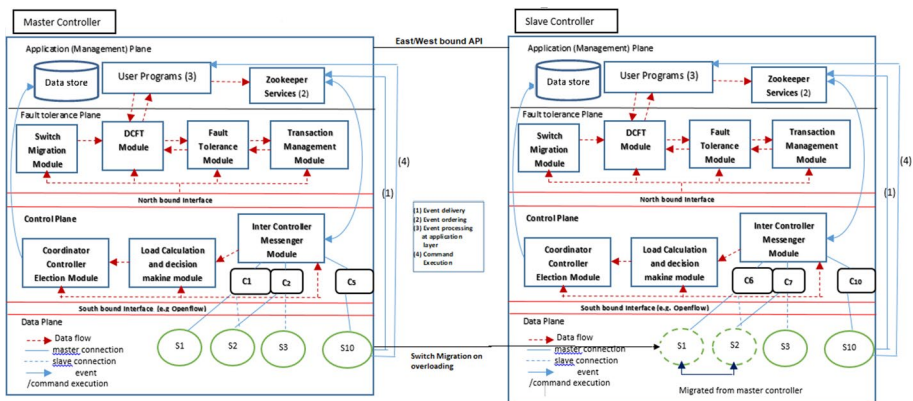 Master Controller
Application (Management) Plane
Data store
User Programs (3)
Zookeeper
Services (2)
Fault tolerance Plane
Switch
Migration
Module
DCFT
Module
Fault
Tolerance
Module
Transaction
Management
Module
(4)
(1)
North bound Interface
Control Plane
Inter Controller
Messenger
Module
Coordinator
Controller
Election Module
Load Calculation
and decision
making module
C1
C2
C5
South bound Interface (e.g Openflow)
Data Plane
Data flow
master connection
slave connection
event
/command execution
S1
S2
S3
S10
East/West bound API
(1) Event delivery
(2) Event ordering
(3) Event processing
at application
layer
(4) Command
Execution
Switch Migration on
overloading
Slave Controller
Application (Management) Plane
Data store
User Programs (3)
Zookeeper
Services (2)
Fault tolerance Plane
Switch
Migration
Module
DCFT
Module
Fault
Tolerance
Module
Transaction
Management
Module
(4)
(1)
North bound Interface
Control Plane
Inter Controller
Messenger
Module
Coordinator
Controller
Election Module
Load Calculation
and decision
making module
C6
C7
C10
South bound Interface (e.g. Openflow)
Data Plane
Data flow
master connection
slave connection
event
/command execution
S1
S2
S3
S10
Migrated from master controller